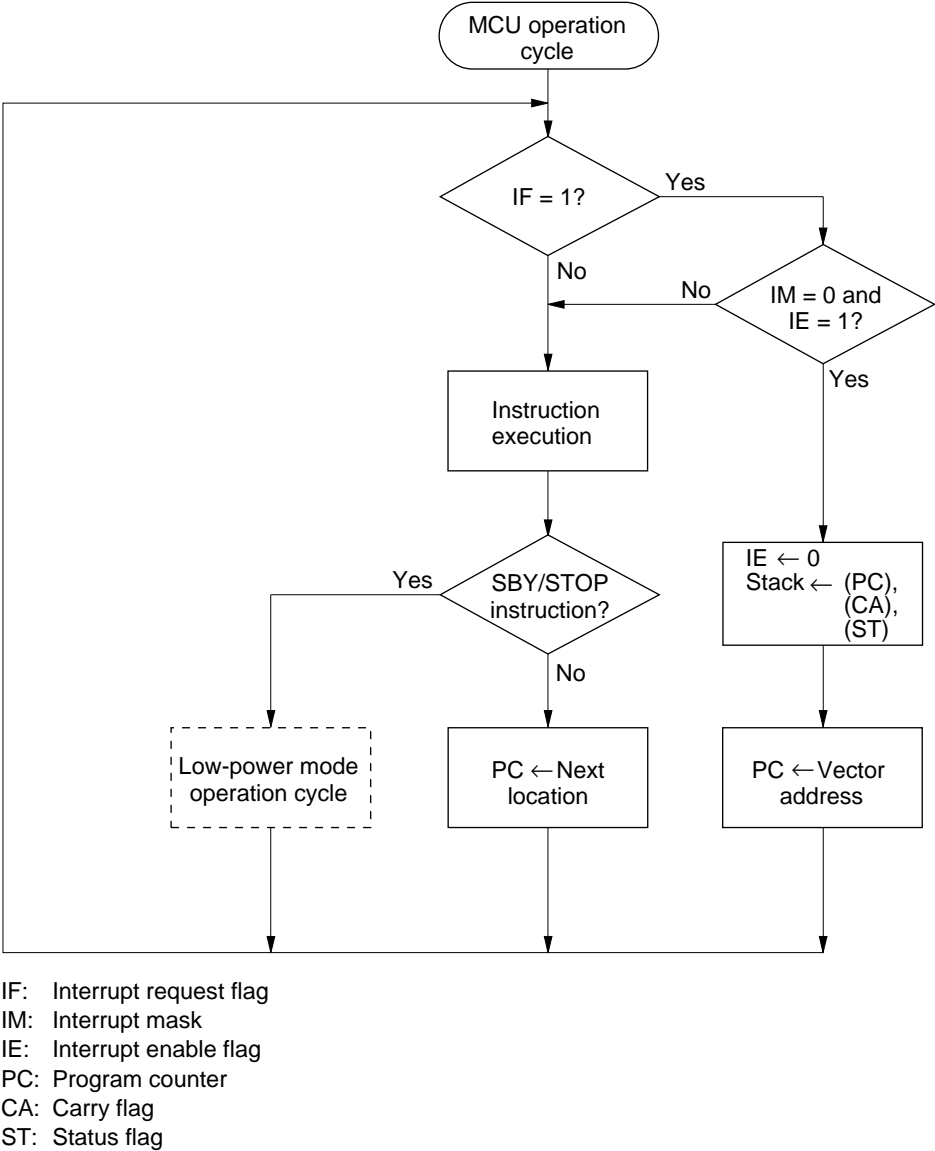 MCU operation
cycle
IF = 1?
Yes
No
IM = 0 and
IE = 1?
No
Yes
Instruction
execution
SBY/STOP
instruction?
Yes
No
IE ← 0
Stack ← (PC),
(CA),
(ST)
Low-power mode
operation cycle
PC ← Next
location
PC ← Vector
address
IF: Interrupt request flag
IM: Interrupt mask
IE: Interrupt enable flag
PC: Program counter
CA: Carry flag
ST: Status flag